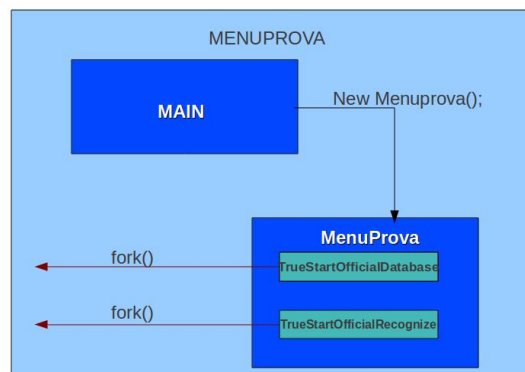 MENUPROVA
MAIN
New Menuprova();
MenuProva
fork()
TrueStartOfficialDatabase
fork()
TrueStartOfficialRecognize